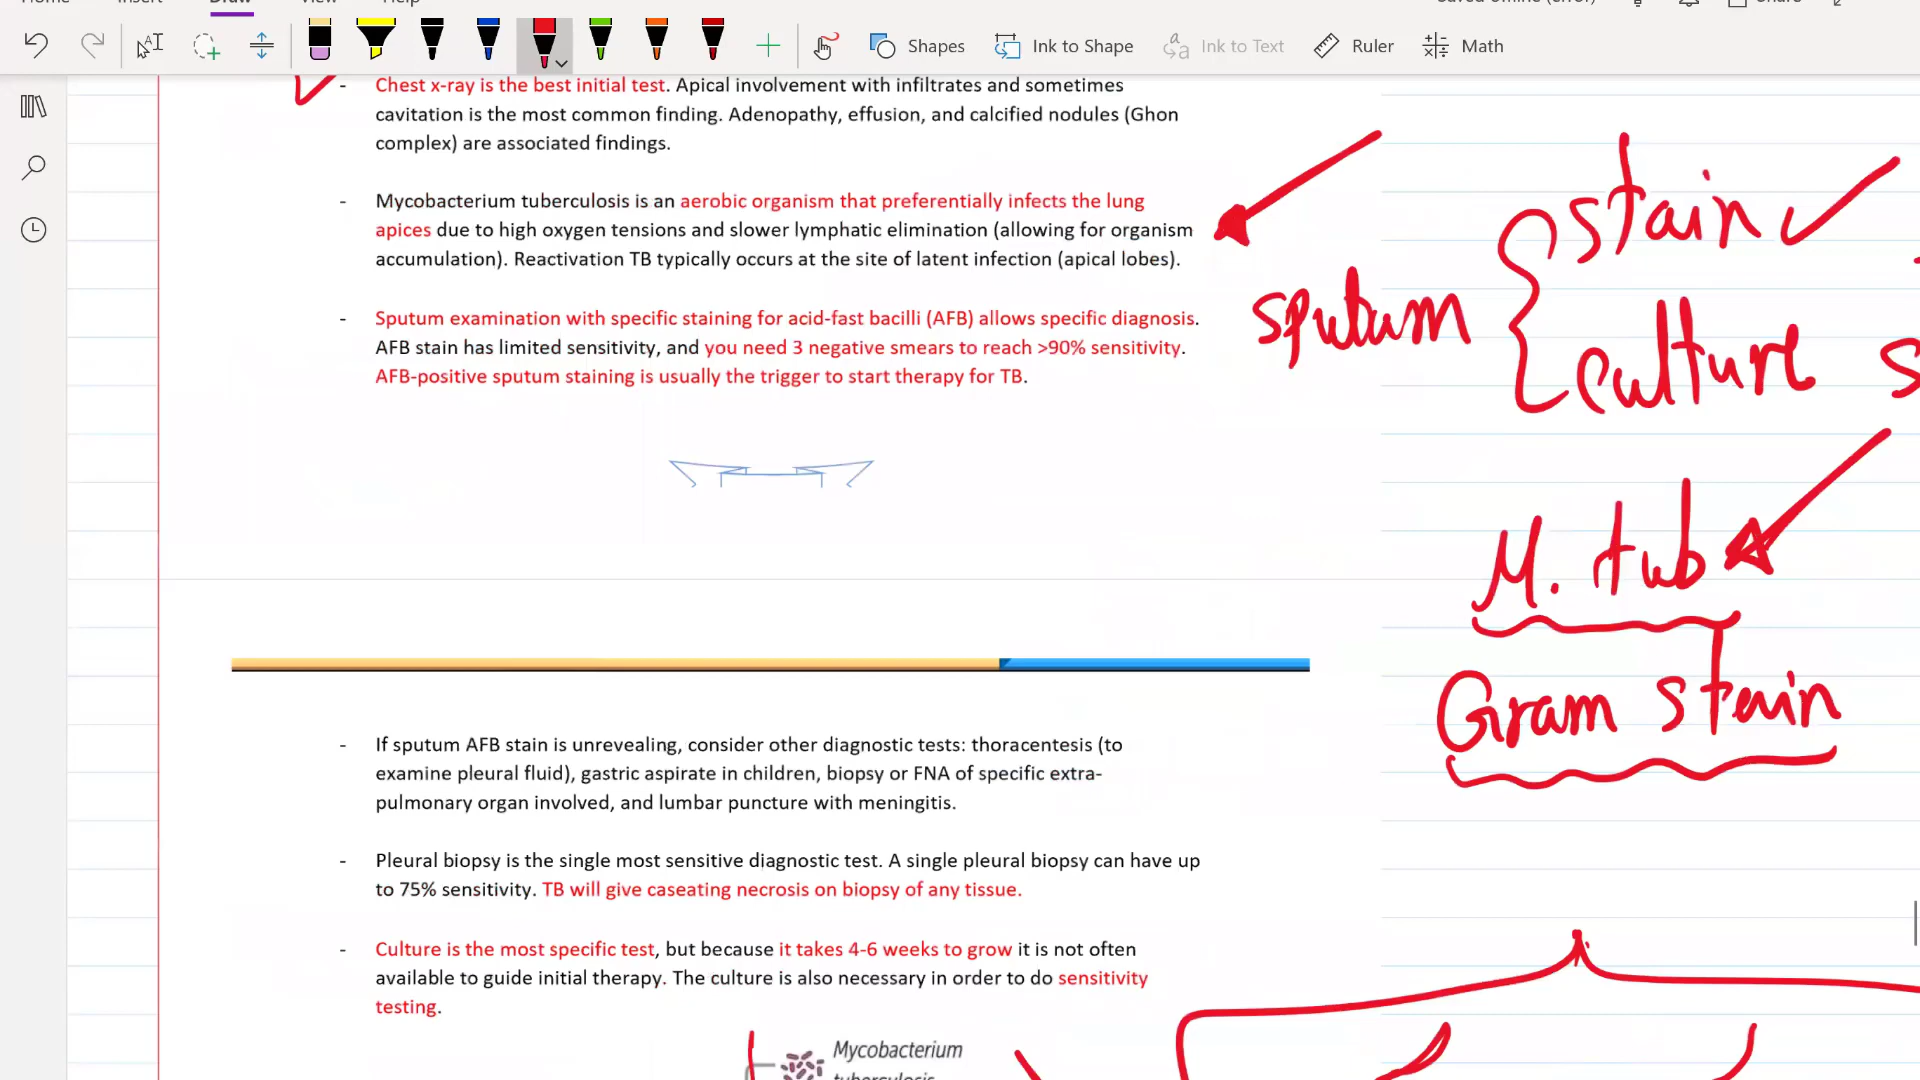 Home Insert Draw View Help Saved online (error) Share
Shapes Ink to Shape Ink to Text Ruler Math
- Chest x-ray is the best initial test. Apical involvement with infiltrates and sometimes
cavitation is the most common finding. Adenopathy, effusion, and calcified nodules (Ghon
complex) are associated findings.
- Mycobacterium tuberculosis is an aerobic organism that preferentially infects the lung
apices due to high oxygen tensions and slower lymphatic elimination (allowing for organism
accumulation). Reactivation TB typically occurs at the site of latent infection (apical lobes).
- Sputum examination with specific staining for acid-fast bacilli (AFB) allows specific diagnosis.
AFB stain has limited sensitivity, and you need 3 negative smears to reach >90% sensitivity.
AFB-positive sputum staining is usually the trigger to start therapy for TB.
stain
sputum
culture
M. tub
Gram stain
- If sputum AFB stain is unrevealing, consider other diagnostic tests: thoracentesis (to
examine pleural fluid), gastric aspirate in children, biopsy or FNA of specific extra-
pulmonary organ involved, and lumbar puncture with meningitis.
- Pleural biopsy is the single most sensitive diagnostic test. A single pleural biopsy can have up
to 75% sensitivity. TB will give caseating necrosis on biopsy of any tissue.
- Culture is the most specific test, but because it takes 4-6 weeks to grow it is not often
available to guide initial therapy. The culture is also necessary in order to do sensitivity
testing.
Mycobacterium
tuberculosis